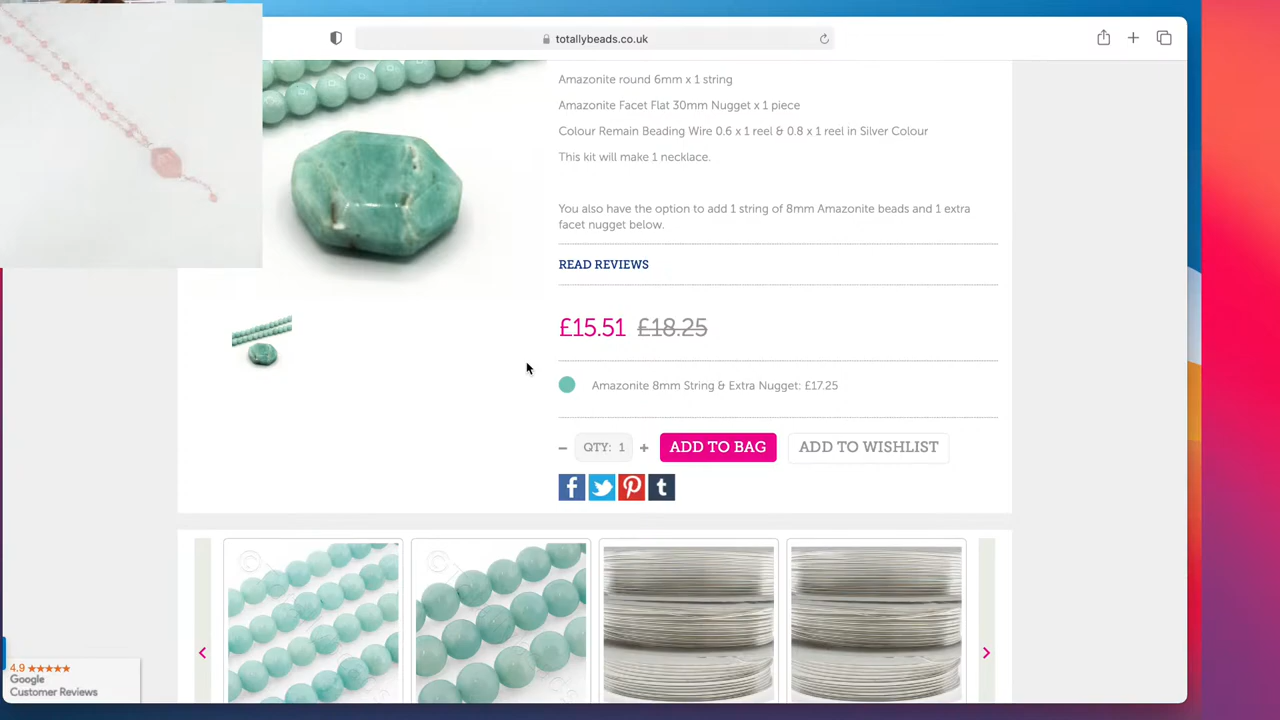 totallybeads.co.uk
Amazonite round 6mm x 1 string
Amazonite Facet Flat 30mm Nugget x 1 piece
Colour Remain Beading Wire 0.6 x 1 reel & 0.8 x 1 reel in Silver Colour
This kit will make 1 necklace.
You also have the option to add 1 string of 8mm Amazonite beads and 1 extra
facet nugget below.
READ REVIEWS
£15.51 £18.25
Amazonite 8mm String & Extra Nugget: £17.25
− QTY: 1 + ADD TO BAG ADD TO WISHLIST
4.9 ★★★★★
Google
Customer Reviews